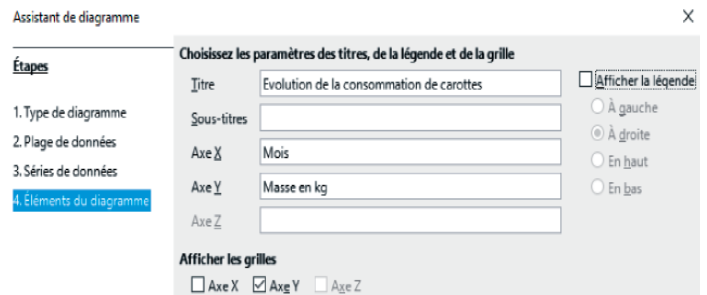 Assistant de diagramme
X
Étapes
1. Type de diagramme
2. Plage de données
3. Séries de données
4. Éléments du diagramme
Choisissez les paramètres des titres, de la légende et de la grille
Titre Evolution de la consommation de carottes
Sous-titres
Axe X Mois
Axe Y Masse en kg
Axe Z
Afficher la légende
À gauche
À droite
En haut
En bas
Afficher les grilles
Axe X Axe Y Axe Z